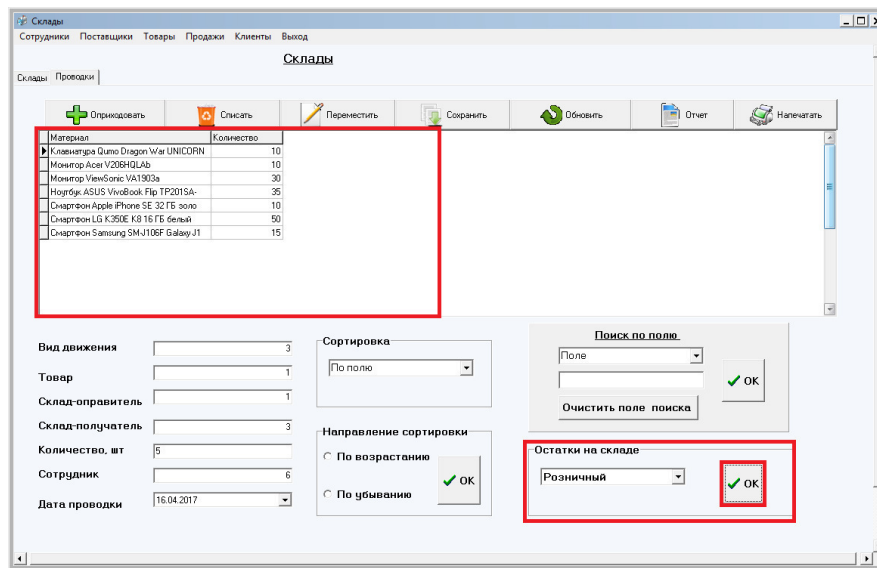 Склады
Сотрудники Поставщики Товары Продажи Клиенты Выход
Склады
Склады Проводки
Оприходовать Списать Переместить Сохранить Обновить Отчет Напечатать
Материал Количество
Клавиатура Qumo Dragon War UNICORN 10
Монитор Acer V206HQLAb 10
Монитор ViewSonic VA1903a 30
Ноутбук ASUS VivoBook Flip TP201SA- 35
Смартфон Apple iPhone SE 32 ГБ золо 10
Смартфон LG K350E K8 16 ГБ белый 50
Смартфон Samsung SM-J106F Galaxy J1 15
Вид движения 3
Товар 1
Склад-оправитель 1
Склад-получатель 3
Количество, шт 5
Сотрудник 6
Дата проводки 16.04.2017
Сортировка
По полю
Направление сортировки
По возрастанию
По убыванию
OK
Поиск по полю
Поле
OK
Очистить поле поиска
Остатки на складе
Розничный
OK